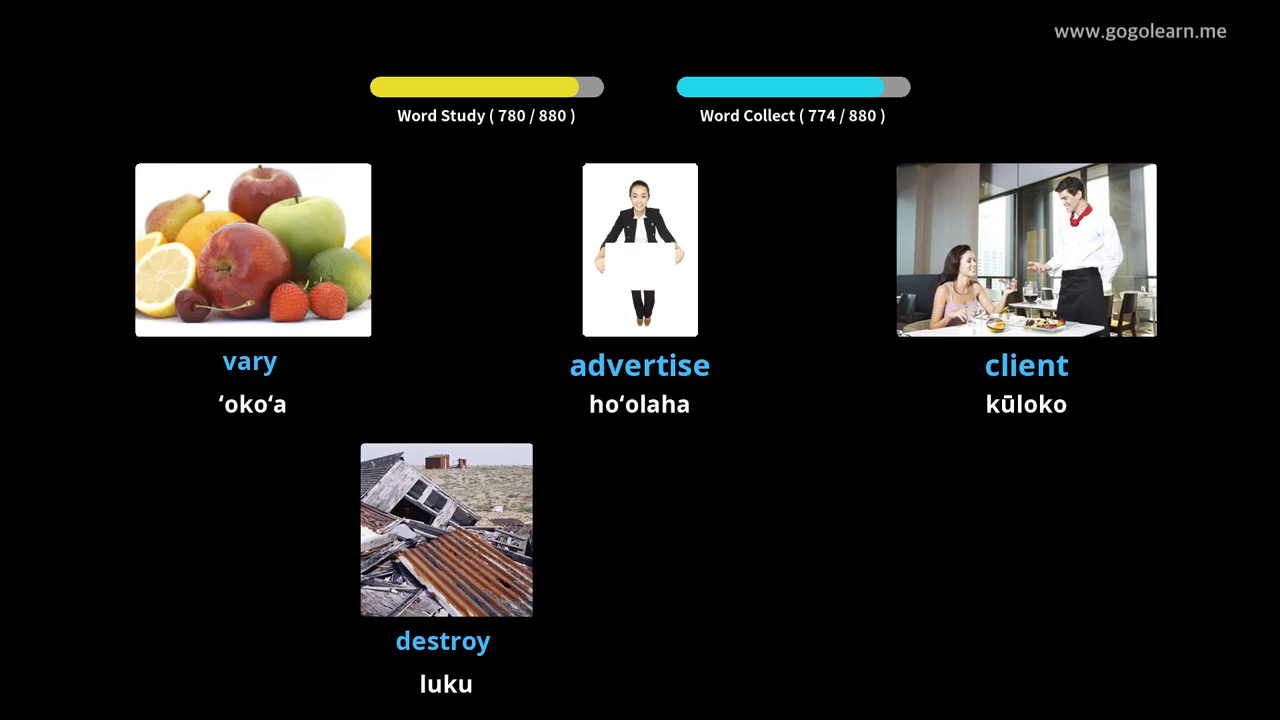 www.gogolearn.me
Word Study ( 780 / 880 )
Word Collect ( 774 / 880 )
vary
ʻokoʻa
advertise
hoʻolaha
client
kūloko
destroy
luku